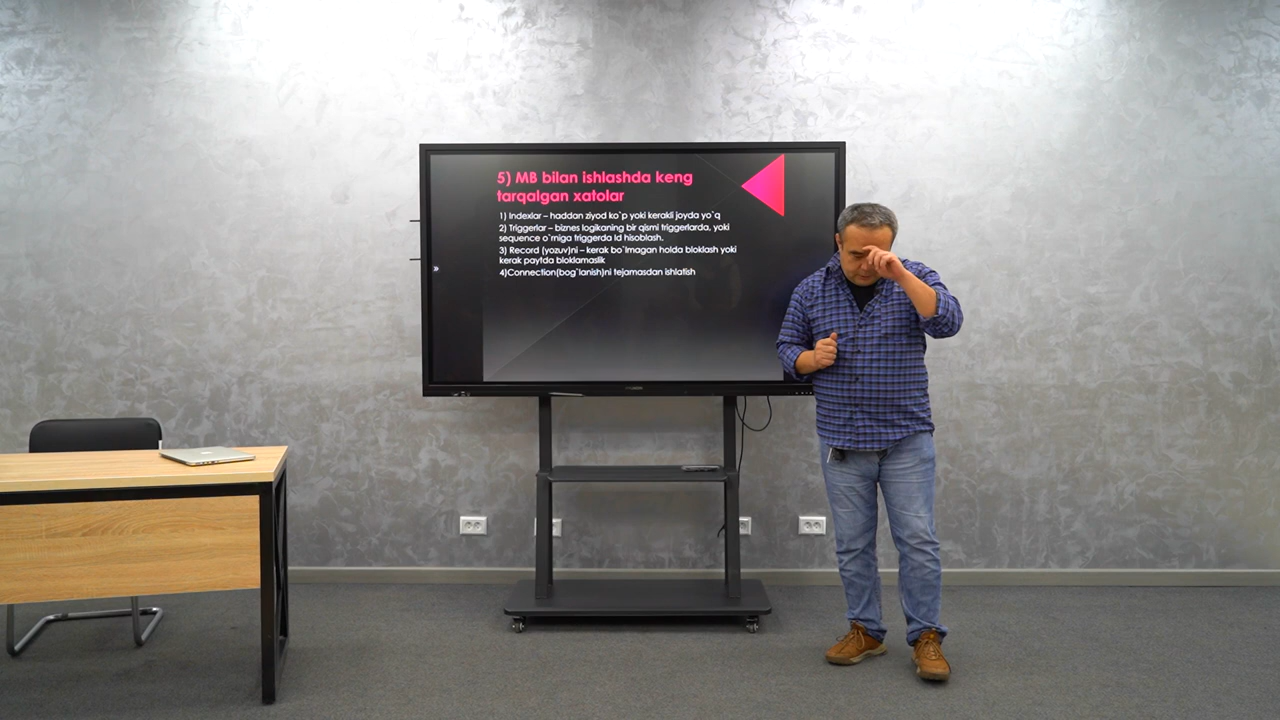 5) MB bilan ishlashda keng
tarqalgan xatolar
1) Indexlar – haddan ziyod ko`p yoki kerakli joyda yo`q
2) Triggerlar – biznes logikaning bir qismi triggerlarda, yoki
sequence o`rniga triggerda Id hisoblash.
3) Record (yozuv)ni – kerak bo`lmagan holda bloklash yoki
kerak paytda bloklamaslik
4)Connection(bog`lanish)ni tejamasdan ishlatish